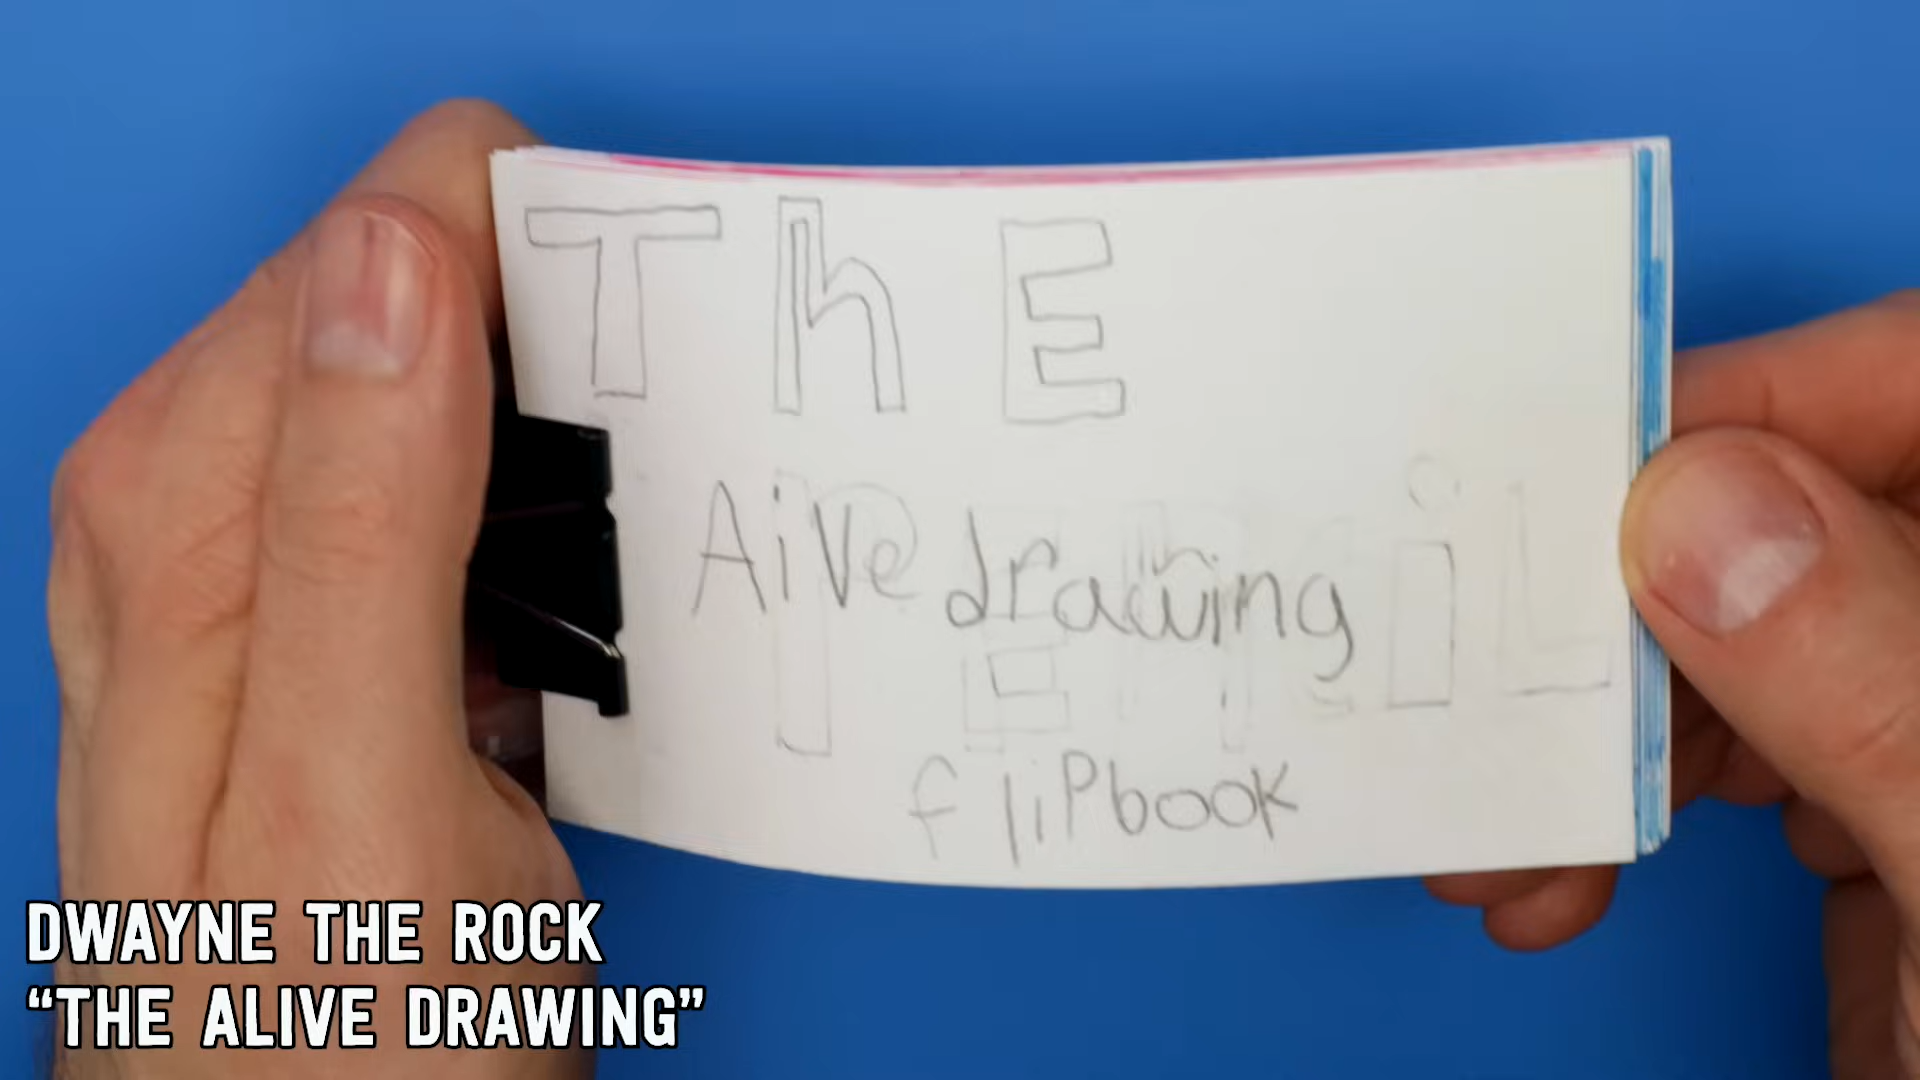 The
Aive drawing
flipbook
DWAYNE THE ROCK
“THE ALIVE DRAWING”